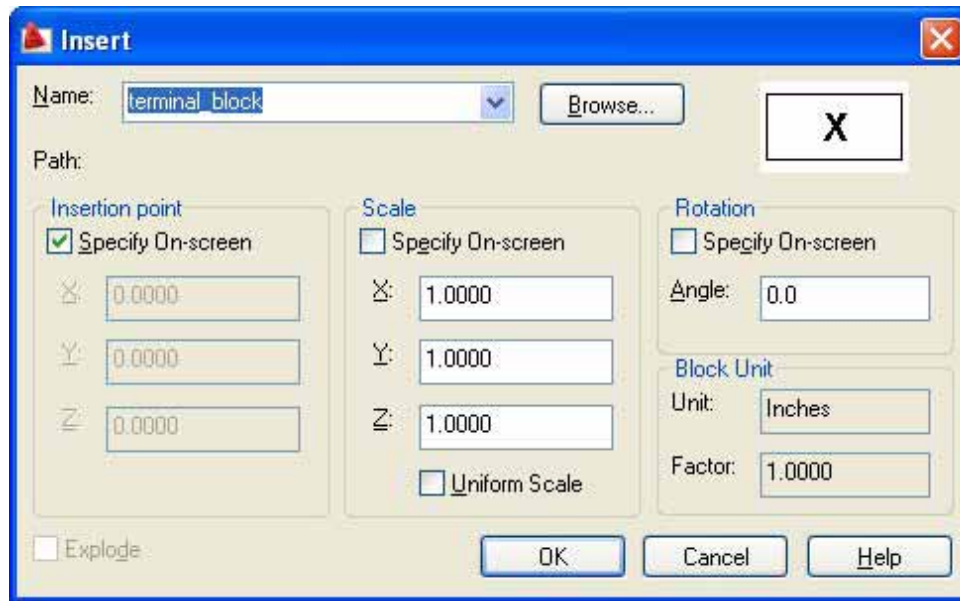 Insert
Name: terminal_block Browse... X
Path:
Insertion point Scale Rotation
Specify On-screen Specify On-screen Specify On-screen
X: 0.0000 X: 1.0000 Angle: 0.0
Y: 0.0000 Y: 1.0000
Block Unit
Z: 0.0000 Z: 1.0000 Unit: Inches
Uniform Scale Factor: 1.0000
Explode OK Cancel Help